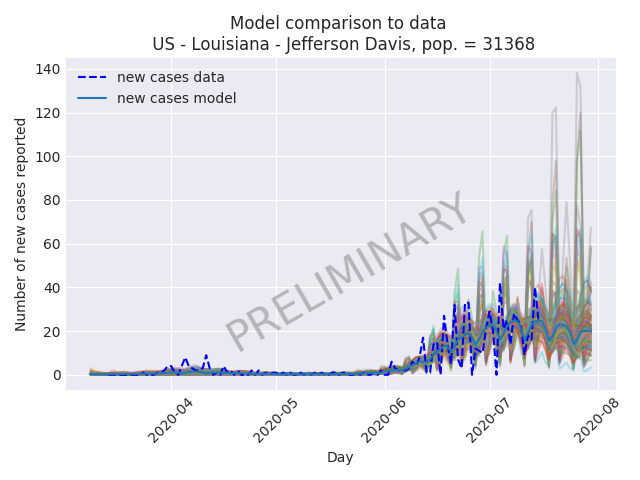 Model comparison to data
US - Louisiana - Jefferson Davis, pop. = 31368
140
120
100
80
60
40
20
0
Number of new cases reported
new cases data
new cases model
PRELIMINARY
2020-04
2020-05
2020-06
2020-07
2020-08
Day